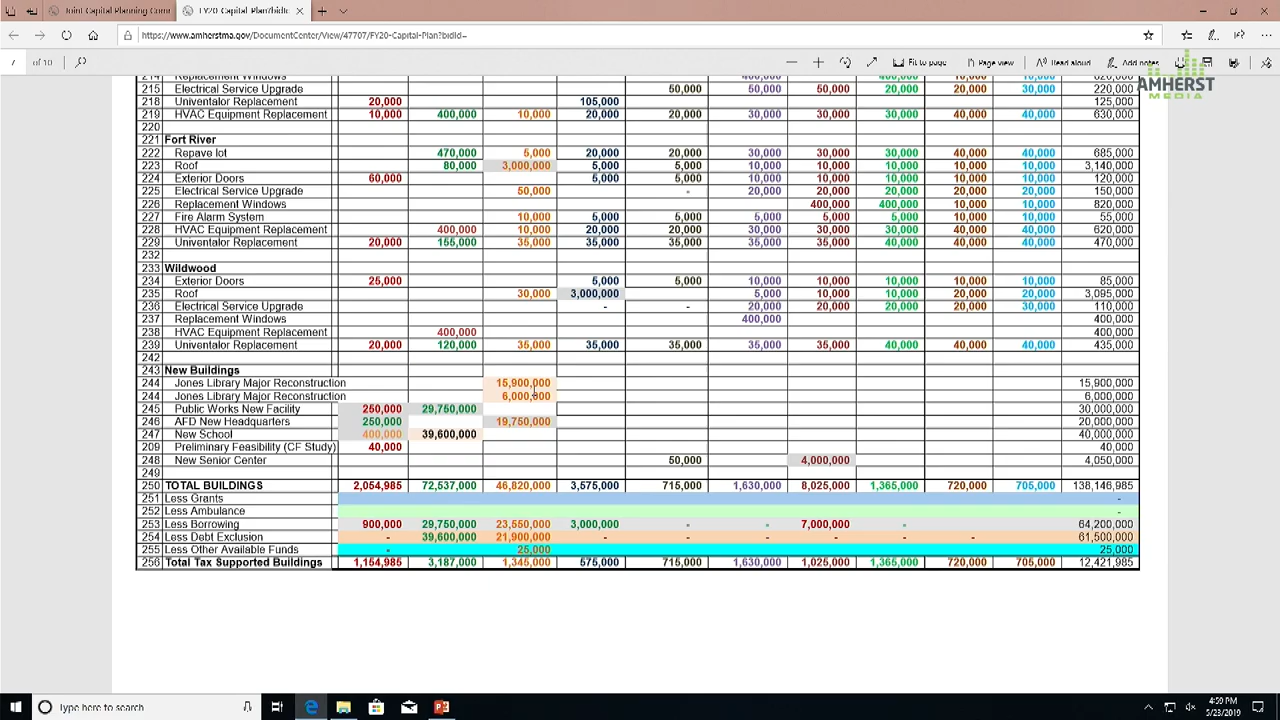 Joint Capital Planning Com
FY20-Capital-Plan?bidId
https://www.amherstma.gov/DocumentCenter/View/47707/FY20-Capital-Plan?bidId=
7 of 10 Fit to page Page view Read aloud Add notes
AMHERST
MEDIA
214 Replacement Windows 400,000 400,000 10,000 10,000 820,000
215 Electrical Service Upgrade 50,000 50,000 50,000 20,000 20,000 30,000 220,000
218 Univentalor Replacement 20,000 105,000 125,000
219 HVAC Equipment Replacement 10,000 400,000 10,000 20,000 20,000 30,000 30,000 30,000 40,000 40,000 630,000
220
221 Fort River
222 Repave lot 470,000 5,000 20,000 20,000 30,000 30,000 30,000 40,000 40,000 685,000
223 Roof 80,000 3,000,000 5,000 5,000 10,000 10,000 10,000 10,000 10,000 3,140,000
224 Exterior Doors 60,000 5,000 5,000 10,000 10,000 10,000 10,000 10,000 120,000
225 Electrical Service Upgrade 50,000 - 20,000 20,000 20,000 20,000 20,000 150,000
226 Replacement Windows 400,000 400,000 10,000 10,000 820,000
227 Fire Alarm System 10,000 5,000 5,000 5,000 5,000 5,000 10,000 10,000 55,000
228 HVAC Equipment Replacement 400,000 10,000 20,000 20,000 30,000 30,000 30,000 40,000 40,000 620,000
229 Univentalor Replacement 20,000 155,000 35,000 35,000 35,000 35,000 35,000 40,000 40,000 40,000 470,000
232
233 Wildwood
234 Exterior Doors 25,000 5,000 5,000 10,000 10,000 10,000 10,000 10,000 85,000
235 Roof 30,000 3,000,000 5,000 10,000 10,000 20,000 20,000 3,095,000
236 Electrical Service Upgrade - - 20,000 20,000 20,000 20,000 30,000 110,000
237 Replacement Windows 400,000 400,000
238 HVAC Equipment Replacement 400,000 400,000
239 Univentalor Replacement 20,000 120,000 35,000 35,000 35,000 35,000 35,000 40,000 40,000 40,000 435,000
242
243 New Buildings
244 Jones Library Major Reconstruction 15,900,000 15,900,000
244 Jones Library Major Reconstruction 6,000,000 6,000,000
245 Public Works New Facility 250,000 29,750,000 30,000,000
246 AFD New Headquarters 250,000 19,750,000 20,000,000
247 New School 400,000 39,600,000 40,000,000
209 Preliminary Feasibility (CF Study) 40,000 40,000
248 New Senior Center 50,000 4,000,000 4,050,000
249
250 TOTAL BUILDINGS 2,054,985 72,537,000 46,820,000 3,575,000 715,000 1,630,000 8,025,000 1,365,000 720,000 705,000 138,146,985
251 Less Grants -
252 Less Ambulance -
253 Less Borrowing 900,000 29,750,000 23,550,000 3,000,000 - - 7,000,000 - 64,200,000
254 Less Debt Exclusion - 39,600,000 21,900,000 - - - - - - 61,500,000
255 Less Other Available Funds - 25,000 25,000
256 Total Tax Supported Buildings 1,154,985 3,187,000 1,345,000 575,000 715,000 1,630,000 1,025,000 1,365,000 720,000 705,000 12,421,985
Type here to search
4:59 PM
5/23/2019